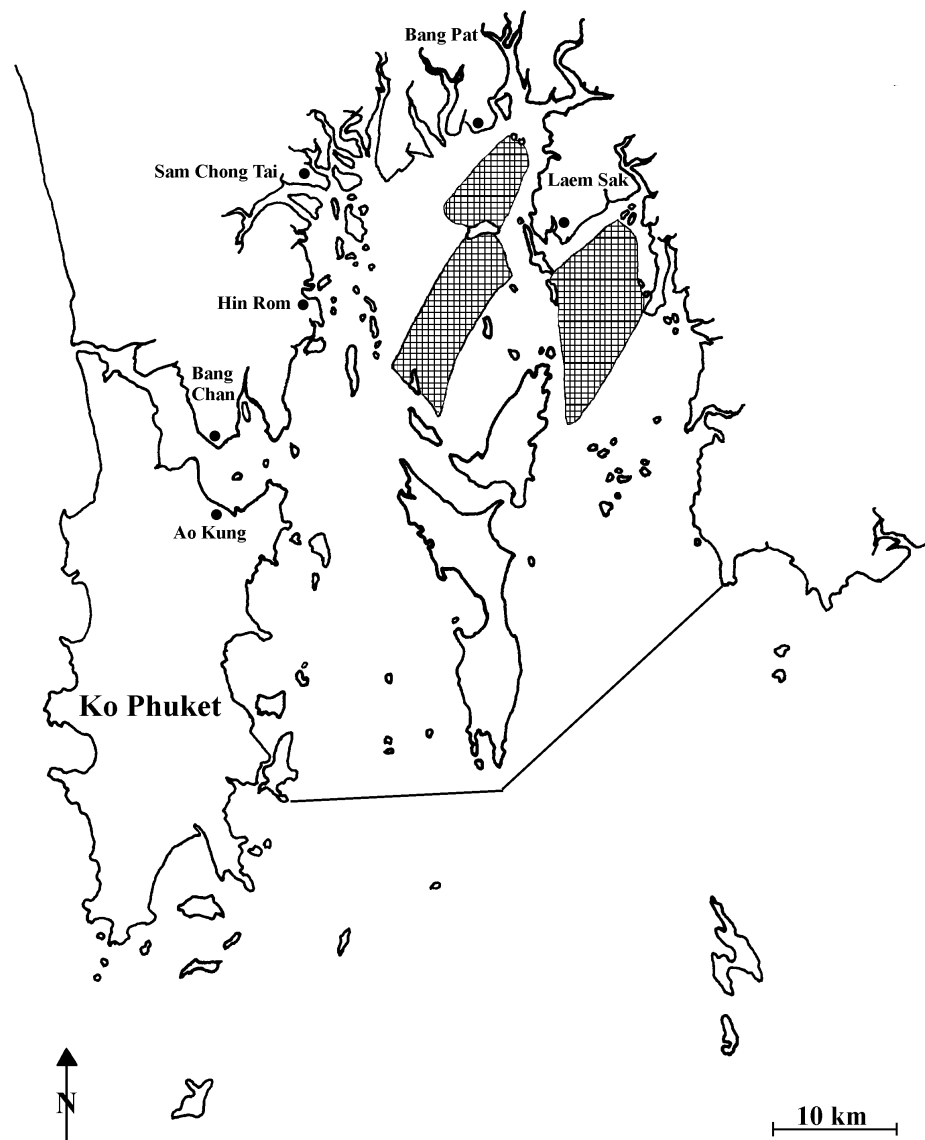 Bang Pat
Sam Chong Tai
Laem Sak
Hin Rom
Bang
Chan
Ao Kung
Ko Phuket
N
10 km